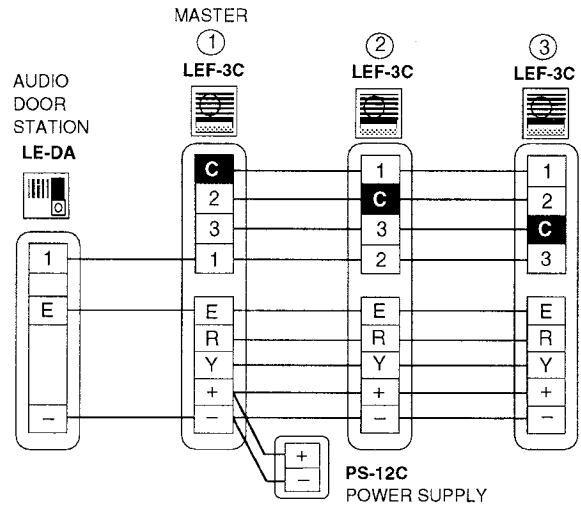 MASTER
1
2
3
LEF-3C
LEF-3C
LEF-3C
AUDIO
DOOR
STATION
LE-DA
C 1 1
2 C 2
3 3 C
1 1 2 3
E E E E
R R R
Y Y Y
+ + +
– – – –
+
–
PS-12C
POWER SUPPLY